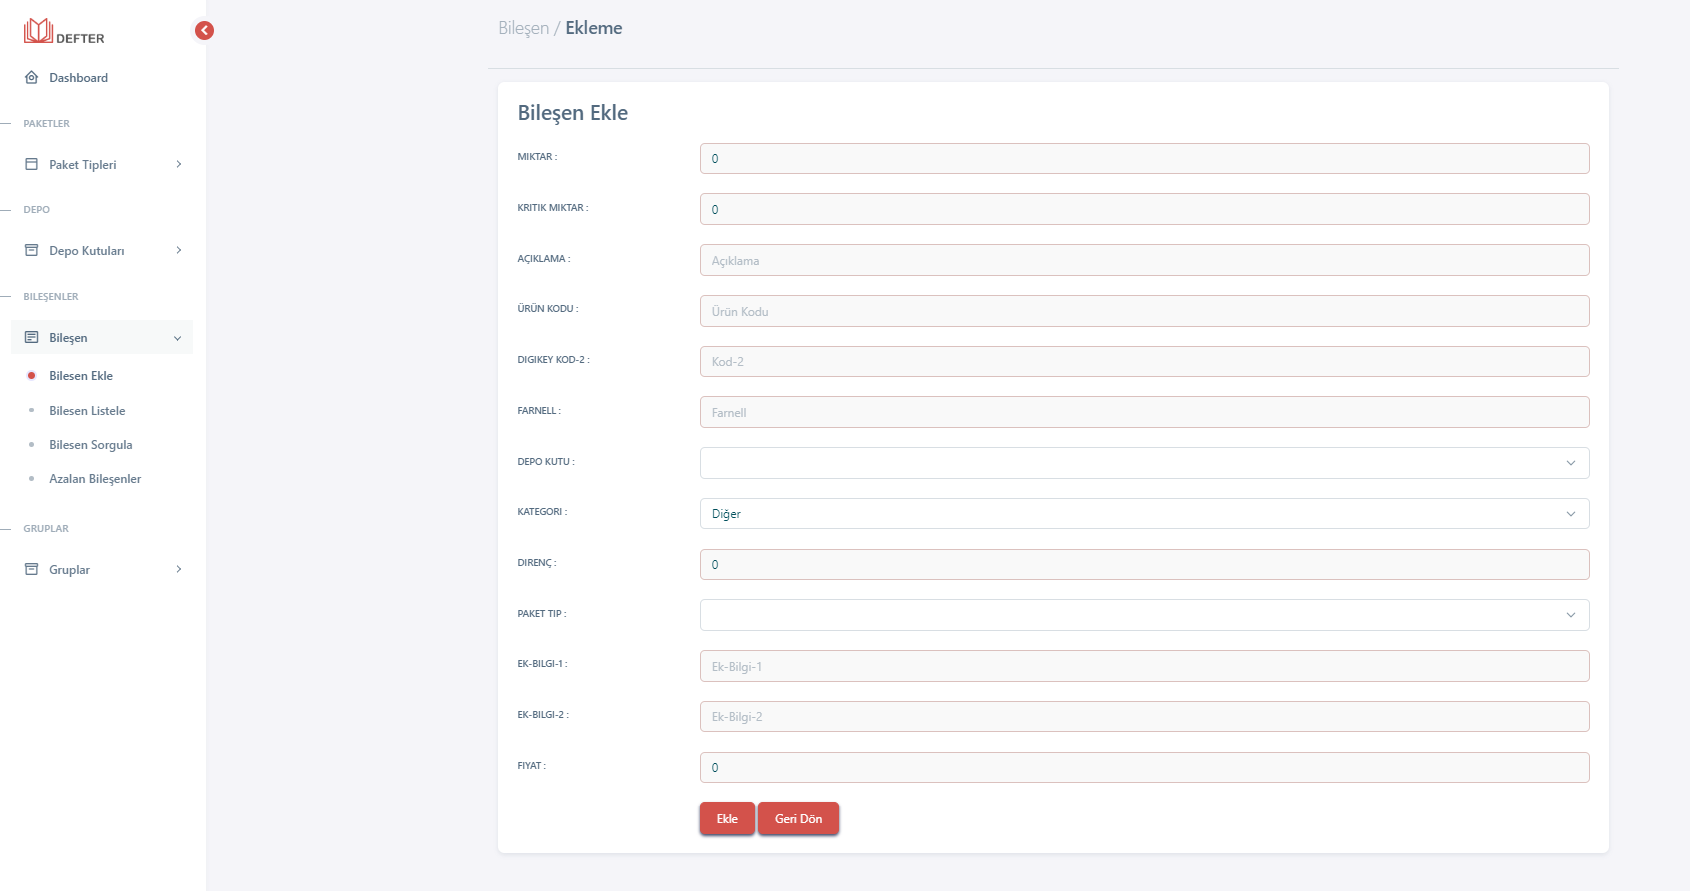 DEFTER
Dashboard
PAKETLER
Paket Tipleri
DEPO
Depo Kutuları
BILEŞENLER
Bileşen
Bilesen Ekle
Bilesen Listele
Bilesen Sorgula
Azalan Bileşenler
GRUPLAR
Gruplar
Bileşen / Ekleme
Bileşen Ekle
MIKTAR : 0
KRITIK MIKTAR : 0
AÇIKLAMA : Açıklama
ÜRÜN KODU : Ürün Kodu
DIGIKEY KOD-2 : Kod-2
FARNELL : Farnell
DEPO KUTU :
KATEGORI : Diğer
DIRENÇ : 0
PAKET TIP :
EK-BILGI-1 : Ek-Bilgi-1
EK-BILGI-2 : Ek-Bilgi-2
FIYAT : 0
Ekle Geri Dön